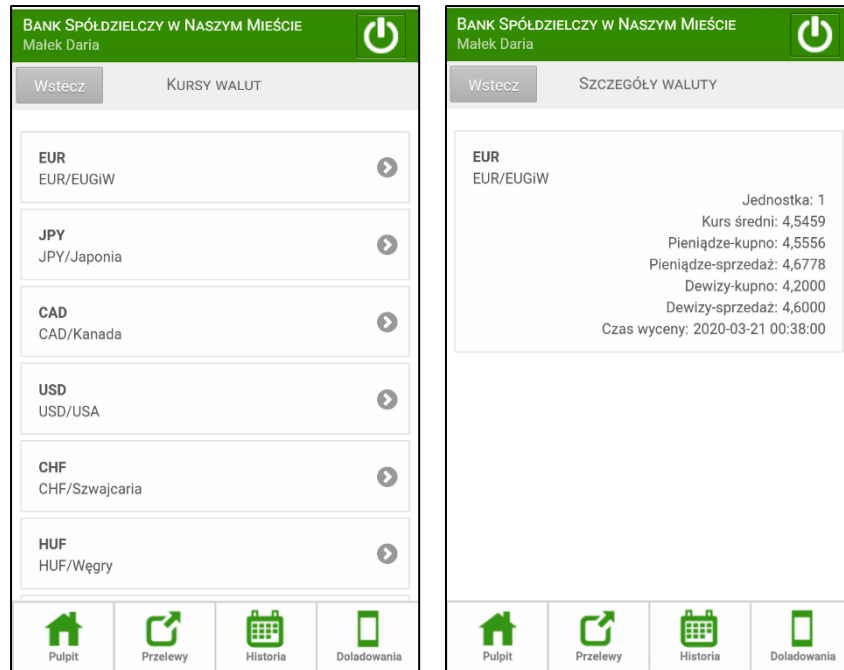 BANK SPÓŁDZIELCZY W NASZYM MIEŚCIE
Małek Daria
Wstecz
KURSY WALUT
EUR
EUR/EUGiW
JPY
JPY/Japonia
CAD
CAD/Kanada
USD
USD/USA
CHF
CHF/Szwajcaria
HUF
HUF/Węgry
Pulpit
Przelewy
Historia
Doladowania
BANK SPÓŁDZIELCZY W NASZYM MIEŚCIE
Małek Daria
Wstecz
SZCZEGÓŁY WALUTY
EUR
EUR/EUGiW
Jednostka: 1
Kurs średni: 4,5459
Pieniądze-kupno: 4,5556
Pieniądze-sprzedaż: 4,6778
Dewizy-kupno: 4,2000
Dewizy-sprzedaż: 4,6000
Czas wyceny: 2020-03-21 00:38:00
Pulpit
Przelewy
Historia
Doladowania